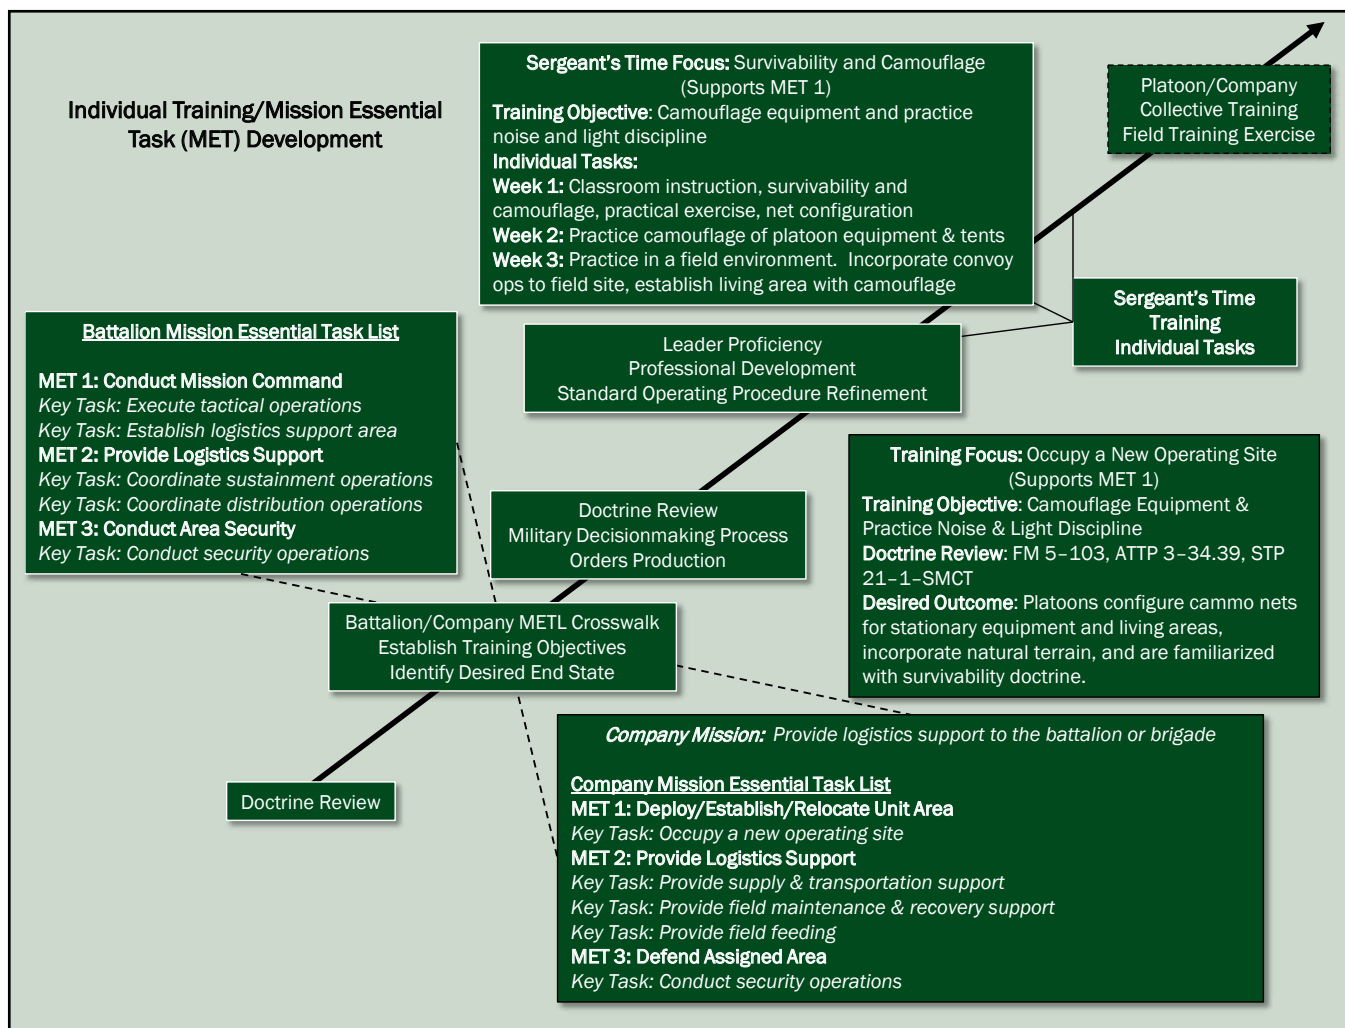 Individual Training/Mission Essential
Task (MET) Development
Sergeant's Time Focus: Survivability and Camouflage
(Supports MET 1)
Training Objective: Camouflage equipment and practice
noise and light discipline
Individual Tasks:
Week 1: Classroom instruction, survivability and
camouflage, practical exercise, net configuration
Week 2: Practice camouflage of platoon equipment & tents
Week 3: Practice in a field environment.  Incorporate convoy
ops to field site, establish living area with camouflage
Platoon/Company
Collective Training
Field Training Exercise
Sergeant's Time
Training
Individual Tasks
Battalion Mission Essential Task List
MET 1: Conduct Mission Command
Key Task: Execute tactical operations
Key Task: Establish logistics support area
MET 2: Provide Logistics Support
Key Task: Coordinate sustainment operations
Key Task: Coordinate distribution operations
MET 3: Conduct Area Security
Key Task: Conduct security operations
Leader Proficiency
Professional Development
Standard Operating Procedure Refinement
Training Focus: Occupy a New Operating Site
(Supports MET 1)
Training Objective: Camouflage Equipment &
Practice Noise & Light Discipline
Doctrine Review: FM 5–103, ATTP 3–34.39, STP
21–1–SMCT
Desired Outcome: Platoons configure cammo nets
for stationary equipment and living areas,
incorporate natural terrain, and are familiarized
with survivability doctrine.
Doctrine Review
Military Decisionmaking Process
Orders Production
Battalion/Company METL Crosswalk
Establish Training Objectives
Identify Desired End State
Doctrine Review
Company Mission: Provide logistics support to the battalion or brigade
Company Mission Essential Task List
MET 1: Deploy/Establish/Relocate Unit Area
Key Task: Occupy a new operating site
MET 2: Provide Logistics Support
Key Task: Provide supply & transportation support
Key Task: Provide field maintenance & recovery support
Key Task: Provide field feeding
MET 3: Defend Assigned Area
Key Task: Conduct security operations